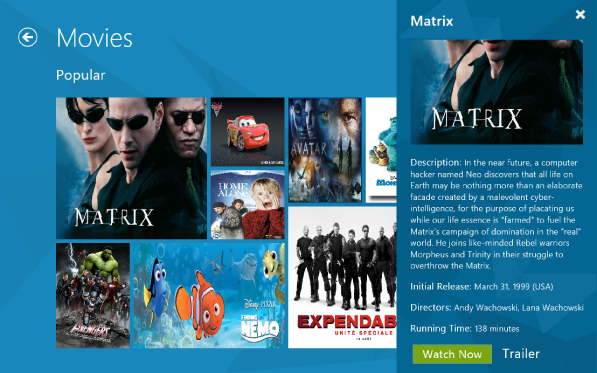 Movies
Popular
MATRIX
AVATAR
HOME ALONE
DISNEY PIXAR
FINDING
NEMO
EXPENDAB
UNITÉ SPÉCIALE
Matrix
MATRIX
Description: In the near future, a computer
hacker named Neo discovers that all life on
Earth may be nothing more than an elaborate
facade created by a malevolent cyber-
intelligence, for the purpose of placating us
while our life essence is "farmed" to fuel the
Matrix's campaign of domination in the "real"
world. He joins like-minded Rebel warriors
Morpheus and Trinity in their struggle to
overthrow the Matrix.
Initial Release: March 31, 1999 (USA)
Directors: Andy Wachowski, Lana Wachowski
Running Time: 138 minutes
Watch Now
Trailer